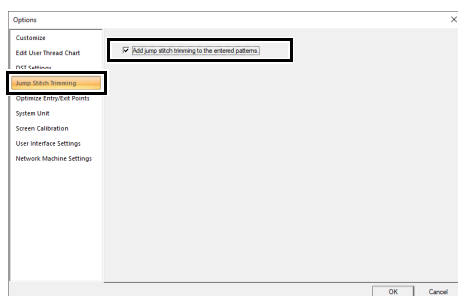 Options
Customize
Edit User Thread Chart
DST Settings
Jump Stitch Trimming
Optimize Entry/Exit Points
System Unit
Screen Calibration
User Interface Settings
Network Machine Settings
Add jump stitch trimming to the entered patterns.
OK
Cancel